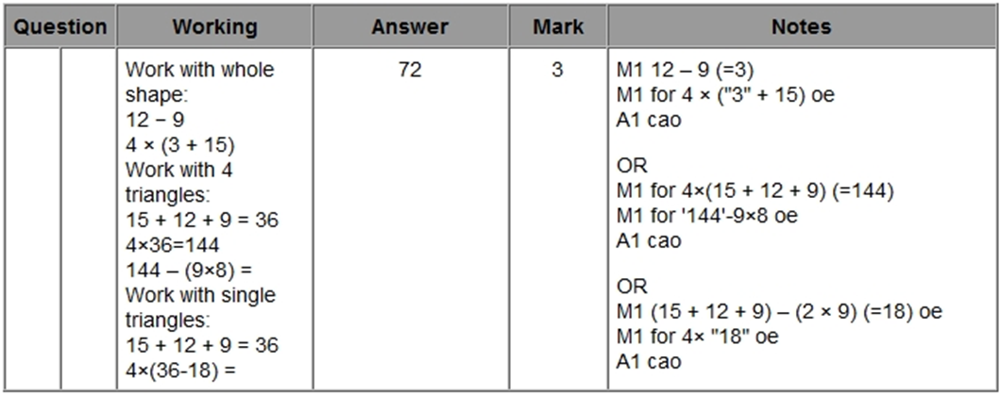 Question Working Answer Mark Notes
Work with whole
shape:
12 − 9
4 × (3 + 15)
Work with 4
triangles:
15 + 12 + 9 = 36
4×36=144
144 – (9×8) =
Work with single
triangles:
15 + 12 + 9 = 36
4×(36-18) =
72
3
M1 12 – 9 (=3)
M1 for 4 × ("3" + 15) oe
A1 cao
OR
M1 for 4×(15 + 12 + 9) (=144)
M1 for '144'-9×8 oe
A1 cao
OR
M1 (15 + 12 + 9) – (2 × 9) (=18) oe
M1 for 4× "18" oe
A1 cao